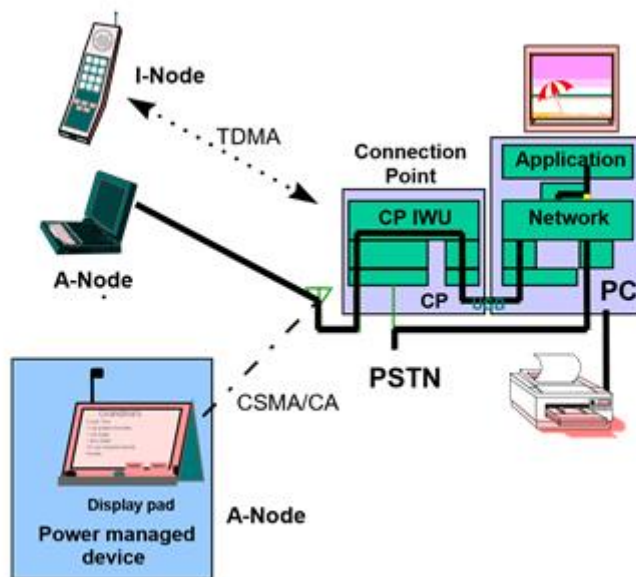 I-Node
TDMA
Connection
Point
Application
CP IWU
Network
A-Node
CP
USB
PC
PSTN
CSMA/CA
Display pad
A-Node
Power managed
device